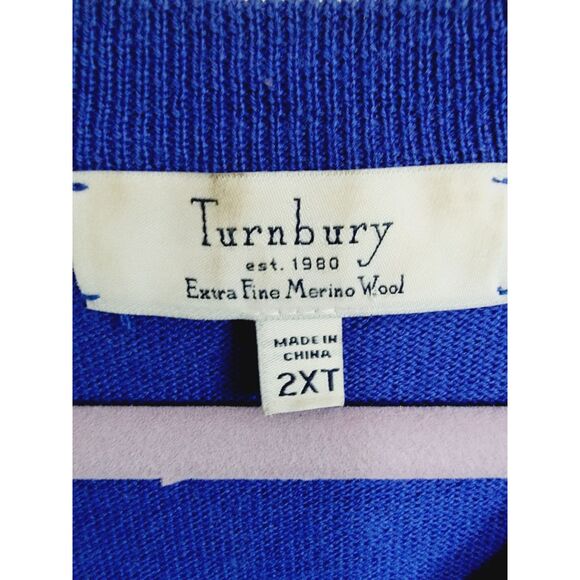 Turnbury
est. 1980
Extra Fine Merino Wool
MADE IN
CHINA
2XT